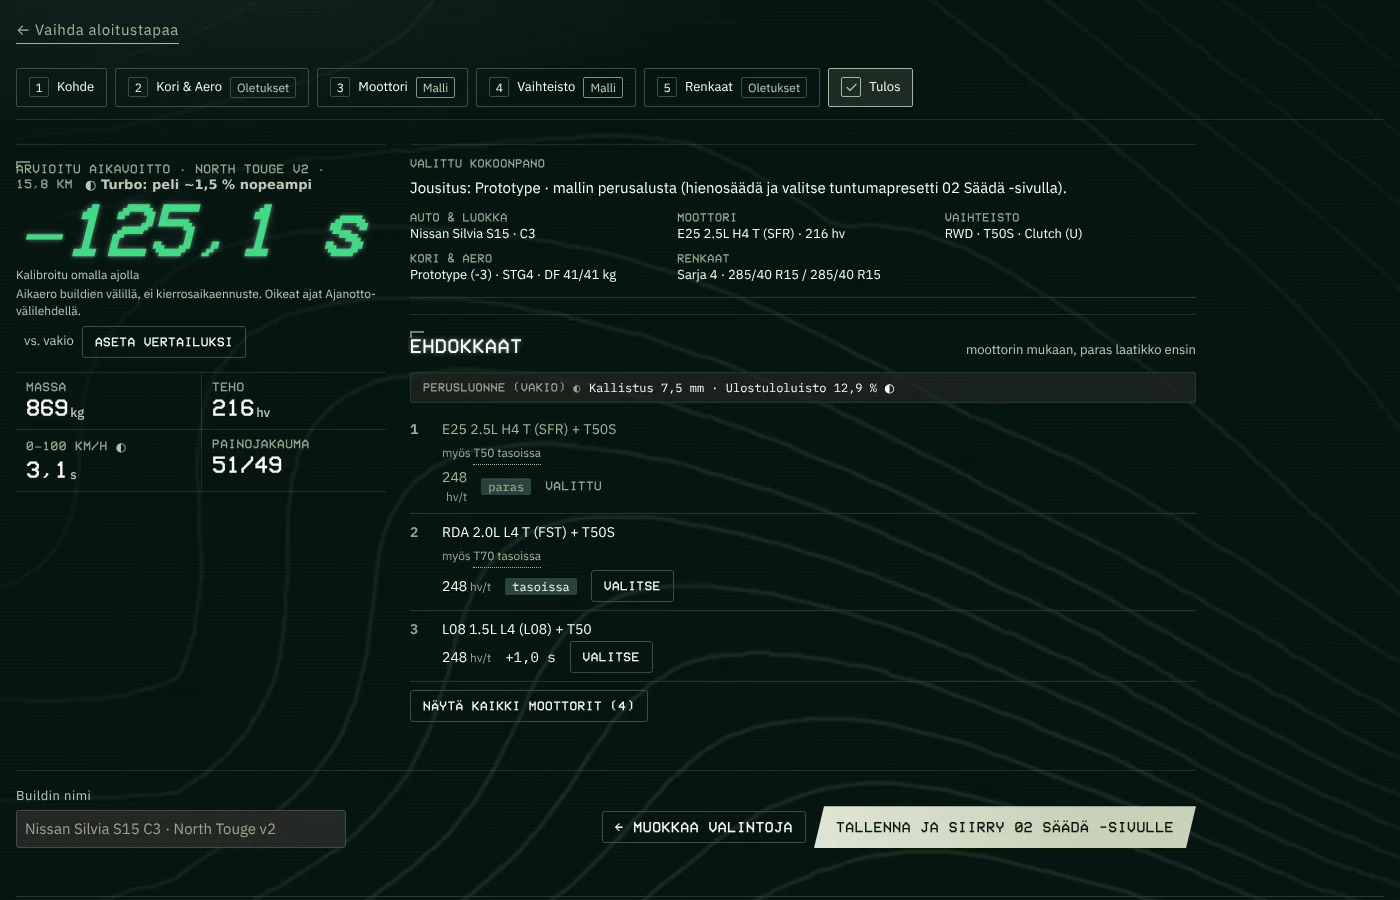 ← Vaihda aloitustapaa
1 Kohde
2 Kori & Aero Oletukset
3 Moottori Malli
4 Vaihteisto Malli
5 Renkaat Oletukset
✓ Tulos
ARVIOITU AIKAVOITTO · NORTH TOUGE V2 ·
15,8 KM ◐ Turbo: peli ~1,5 % nopeampi
−125,1 s
Kalibroitu omalla ajolla
Aikaero buildien välillä, ei kierrosaikaennuste. Oikeat ajat Ajanotto-
välilehdellä.
vs. vakio ASETA VERTAILUKSI
MASSA
869 kg
TEHO
216 hv
0–100 KM/H ◐
3,1 s
PAINOJAKAUMA
51/49
VALITTU KOKOONPANO
Jousitus: Prototype · mallin perusalusta (hienosäädä ja valitse tuntumapresetti 02 Säädä -sivulla).
AUTO & LUOKKA
Nissan Silvia S15 · C3
MOOTTORI
E25 2.5L H4 T (SFR) · 216 hv
VAIHTEISTO
RWD · T50S · Clutch (U)
KORI & AERO
Prototype (-3) · STG4 · DF 41/41 kg
RENKAAT
Sarja 4 · 285/40 R15 / 285/40 R15
EHDOKKAAT
moottorin mukaan, paras laatikko ensin
PERUSLUONNE (VAKIO) ◐ Kallistus 7,5 mm · Ulostuloluisto 12,9 % ◐
1 E25 2.5L H4 T (SFR) + T50S
myös T50 tasoissa
248
hv/t
paras VALITTU
2 RDA 2.0L L4 T (FST) + T50S
myös T70 tasoissa
248 hv/t tasoissa VALITSE
3 L08 1.5L L4 (L08) + T50
248 hv/t +1,0 s VALITSE
NÄYTÄ KAIKKI MOOTTORIT (4)
Buildin nimi
Nissan Silvia S15 C3 · North Touge v2
← MUOKKAA VALINTOJA
TALLENNA JA SIIRRY 02 SÄÄDÄ -SIVULLE